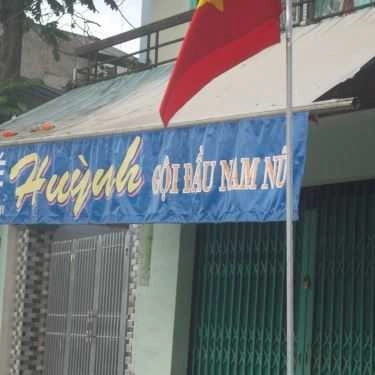 Huỳnh GỘI ĐẦU NAM NỮ